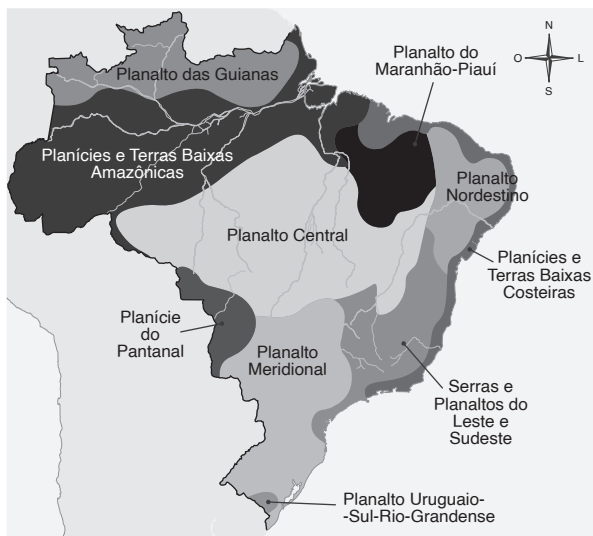 N
O
L
S
Planalto do
Maranhão-Piauí
Planalto das Guianas
Planícies e Terras Baixas
Amazônicas
Planalto
Nordestino
Planalto Central
Planícies e
Terras Baixas
Costeiras
Planície
do
Pantanal
Planalto
Meridional
Serras e
Planaltos do
Leste e
Sudeste
Planalto Uruguaio-
-Sul-Rio-Grandense